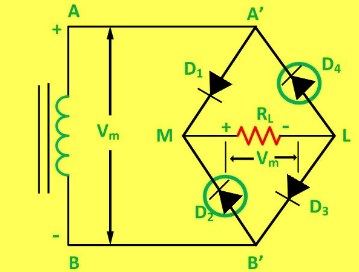 A A'
+
D1 D4
RL
Vm M + - L
Vm
D2 D3
-
B B'